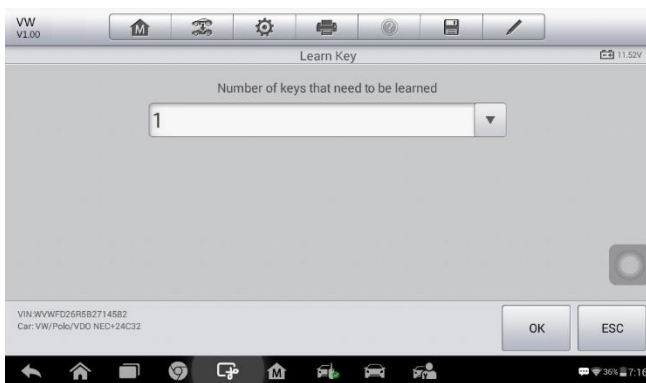 VW
V1.00
Learn Key
11.52V
Number of keys that need to be learned
1
VIN:WVWFD26R5B2714582
Car: VW/Polo/VDO NEC+24C32
OK
ESC
36%
7:16